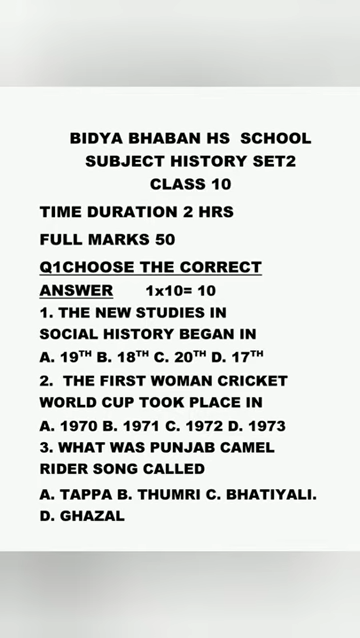 BIDYA BHABAN HS SCHOOL
SUBJECT HISTORY SET2
CLASS 10
TIME DURATION 2 HRS
FULL MARKS 50
Q1CHOOSE THE CORRECT
ANSWER 1x10= 10
1. THE NEW STUDIES IN
SOCIAL HISTORY BEGAN IN
A. 19TH B. 18TH C. 20TH D. 17TH
2. THE FIRST WOMAN CRICKET
WORLD CUP TOOK PLACE IN
A. 1970 B. 1971 C. 1972 D. 1973
3. WHAT WAS PUNJAB CAMEL
RIDER SONG CALLED
A. TAPPA B. THUMRI C. BHATIYALI.
D. GHAZAL